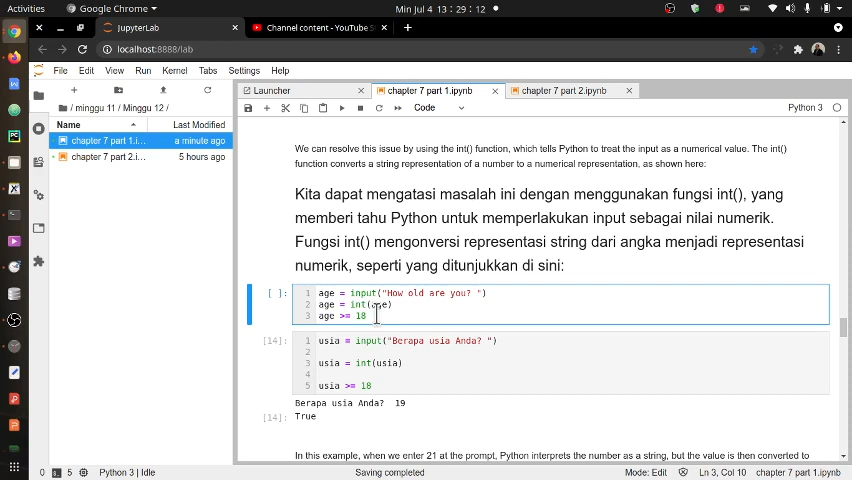 Activities
Google Chrome
Mon Jul 4 13:29:12
JupyterLab
Channel content - YouTube S
localhost:8888/lab
File Edit View Run Kernel Tabs Settings Help
Launcher
chapter 7 part 1.ipynb
chapter 7 part 2.ipynb
/ minggu 11 / Minggu 12 /
Code
Python 3
Name Last Modified
chapter 7 part 1.i... a minute ago
chapter 7 part 2.i... 5 hours ago
We can resolve this issue by using the int() function, which tells Python to treat the input as a numerical value. The int()
function converts a string representation of a number to a numerical representation, as shown here:
Kita dapat mengatasi masalah ini dengan menggunakan fungsi int(), yang
memberi tahu Python untuk memperlakukan input sebagai nilai numerik.
Fungsi int() mengonversi representasi string dari angka menjadi representasi
numerik, seperti yang ditunjukkan di sini:
[ ]:
1 age = input("How old are you? ")
2 age = int(age)
3 age >= 18
[14]:
1 usia = input("Berapa usia Anda? ")
2
3 usia = int(usia)
4
5 usia >= 18
Berapa usia Anda? 19
[14]: True
In this example, when we enter 21 at the prompt, Python interprets the number as a string, but the value is then converted to
0 5 Python 3 | Idle
Saving completed
Mode: Edit
Ln 3, Col 10
chapter 7 part 1.ipynb